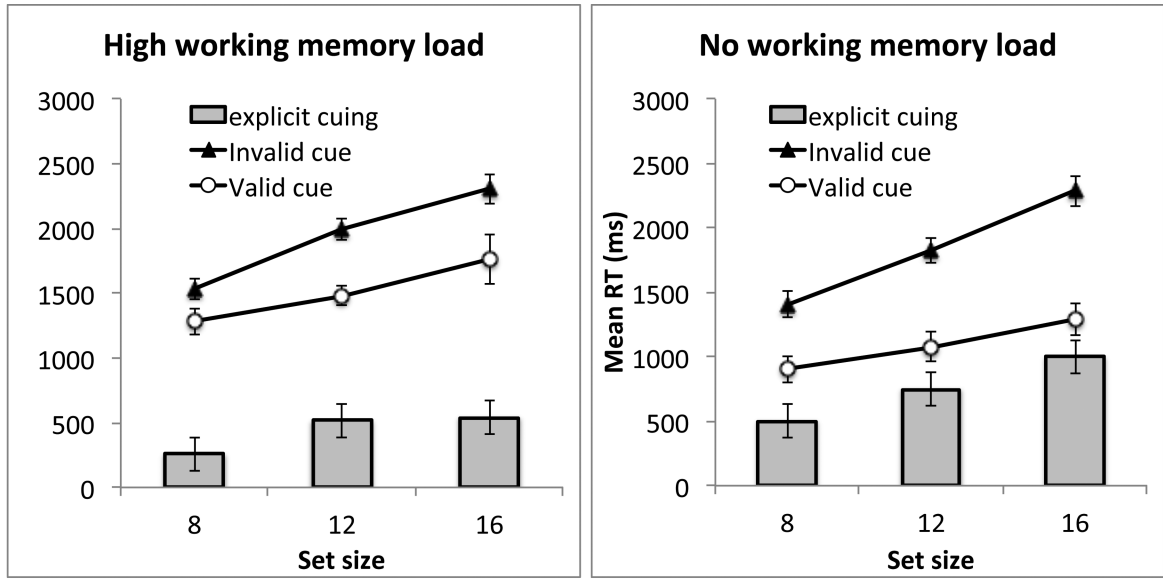 High working memory load
3000
2500
2000
1500
1000
500
0
explicit cuing
Invalid cue
Valid cue
8 12 16
Set size
No working memory load
Mean RT (ms)
3000
2500
2000
1500
1000
500
0
explicit cuing
Invalid cue
Valid cue
8 12 16
Set size